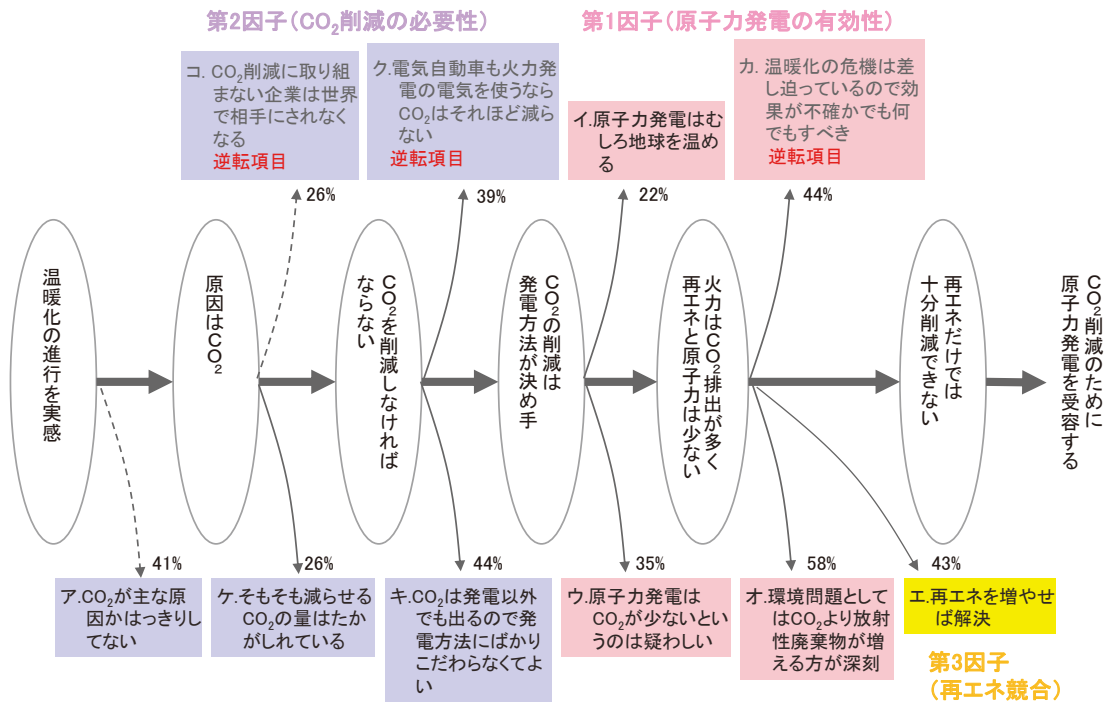 第2因子（CO₂削減の必要性）
第1因子（原子力発電の有効性）
コ. CO₂削減に取り組
まない企業は世界
で相手にされなく
なる
逆転項目
ク.電気自動車も火力発
電の電気を使うなら
CO₂はそれほど減ら
ない
逆転項目
イ.原子力発電はむ
しろ地球を温め
る
カ. 温暖化の危機は差
し迫っているので効
果が不確かでも何
でもすべき
逆転項目
26%
39%
22%
44%
温暖化の進行を実感
原因はCO₂
CO₂を削減しなければ
ならない
CO₂の削減は
発電方法が決め手
火力はCO₂排出が多く
再エネと原子力は少ない
再エネだけでは
十分削減できない
CO₂削減のために
原子力発電を受容する
41%
26%
44%
35%
58%
43%
ア.CO₂が主な原
因かはっきりし
てない
ケ.そもそも減らせる
CO₂の量はたか
がしれている
キ.CO₂は発電以外
でも出るので発
電方法にばかり
こだわらなくてよ
い
ウ.原子力発電は
CO₂が少ないとい
うのは疑わしい
オ.環境問題として
はCO₂より放射
性廃棄物が増
える方が深刻
エ.再エネを増やせ
ば解決
第3因子
（再エネ競合）